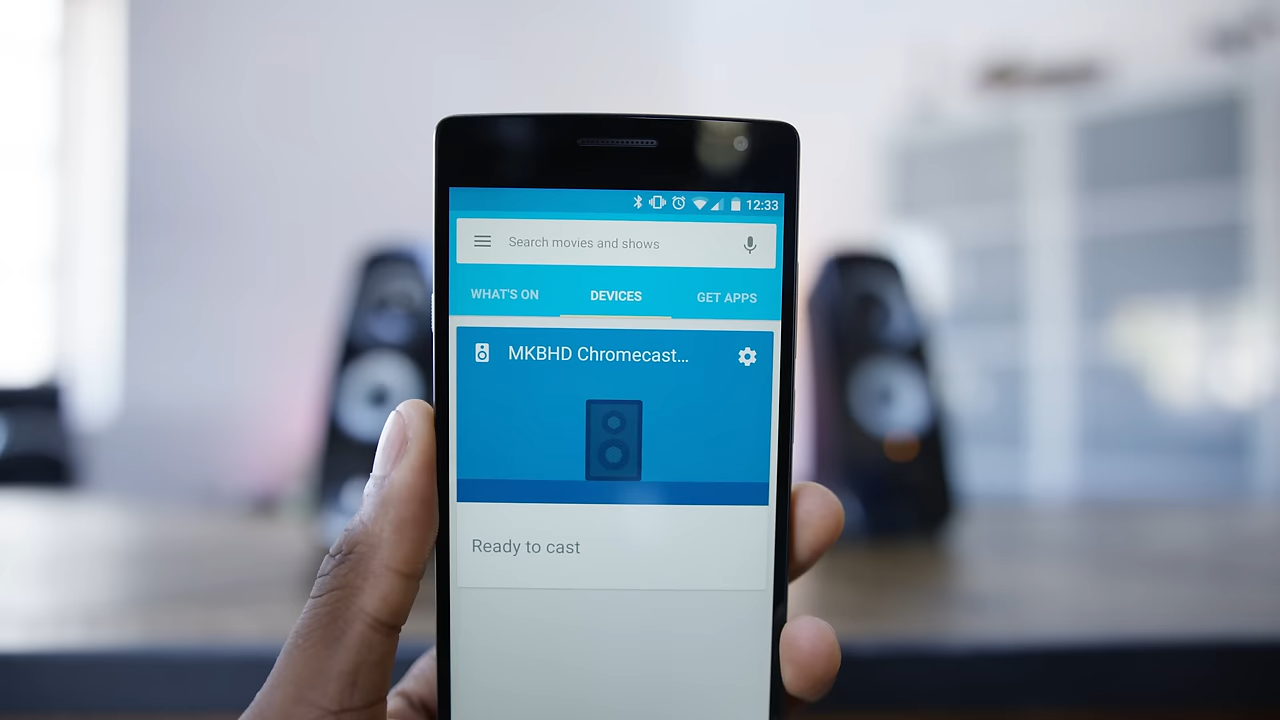 12:33
Search movies and shows
WHAT'S ON DEVICES GET APPS
MKBHD Chromecast...
Ready to cast